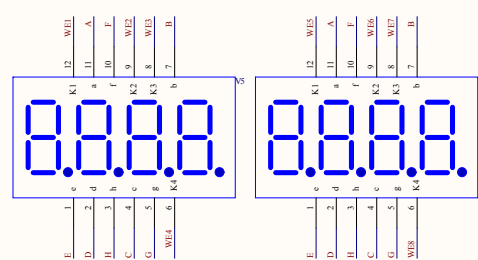 WE1 A F WE2 WE3 B WE5 A F WE6 WE7 B
12 11 10 9 8 7 12 11 10 9 8 7
V5
K1 a f K2 K3 b K1 a f K2 K3 b
e d h c g K4 e d h c g K4
1 2 3 4 5 6 1 2 3 4 5 6
E D H C G WE4 E D H C G WE8